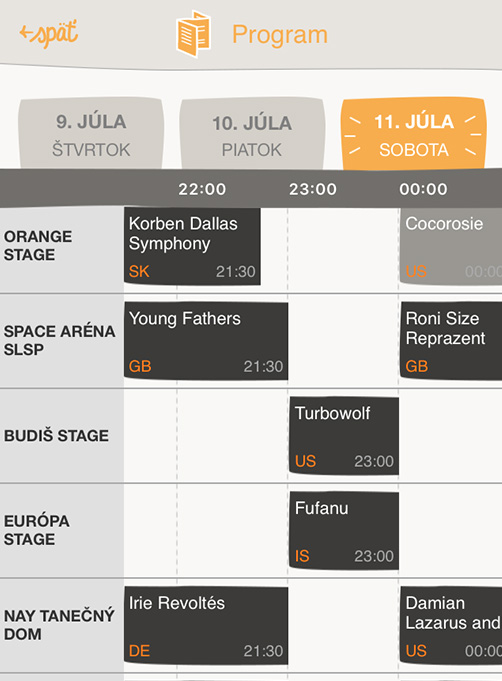 ←späť
Program
9. JÚLA
ŠTVRTOK
10. JÚLA
PIATOK
11. JÚLA
SOBOTA
22:00 23:00 00:00
ORANGE
STAGE
Korben Dallas
Symphony
SK 21:30
Cocorosie
US 00:00
SPACE ARÉNA
SLSP
Young Fathers
GB 21:30
Roni Size
Reprazent
GB
BUDIŠ STAGE
Turbowolf
US 23:00
EURÓPA
STAGE
Fufanu
IS 23:00
NAY TANEČNÝ
DOM
Irie Revoltés
DE 21:30
Damian
Lazarus and
US 00:00